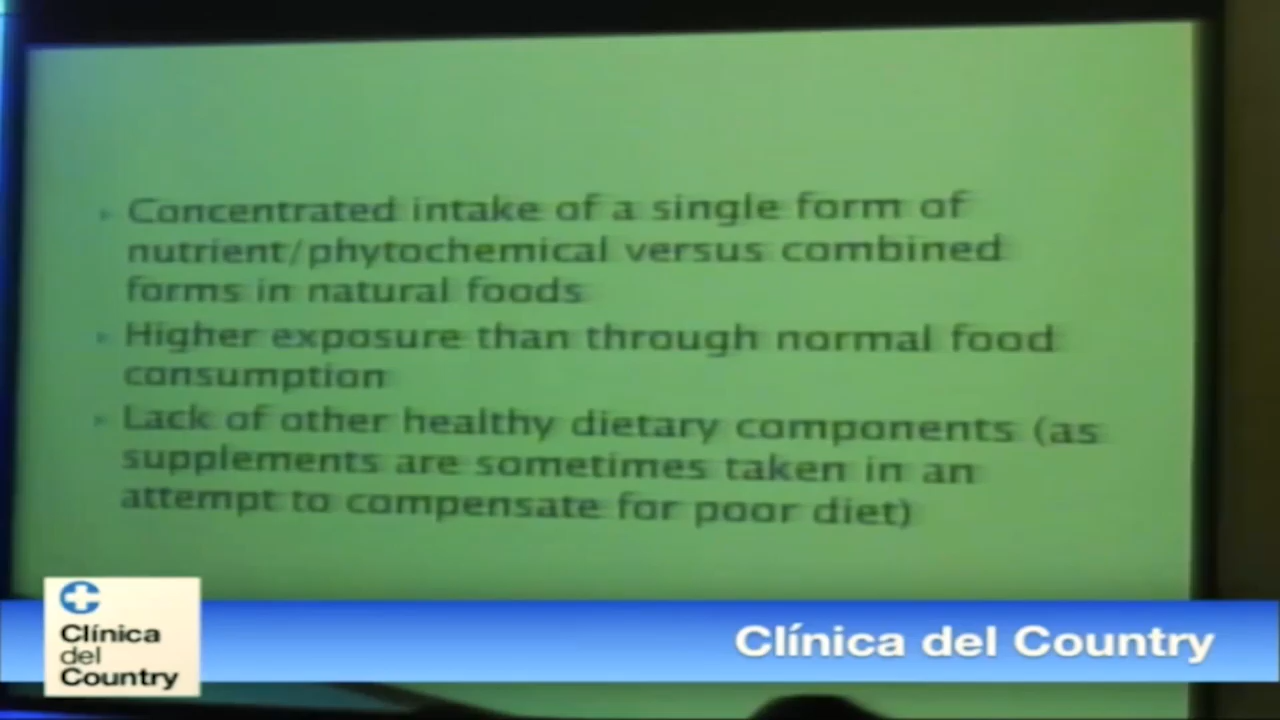 Concentrated intake of a single form of
nutrient/phytochemical versus combined
forms in natural foods
Higher exposure than through normal food
consumption
Lack of other healthy dietary components (as
supplements are sometimes taken in an
attempt to compensate for poor diet)
Clínica
del
Country
Clínica del Country